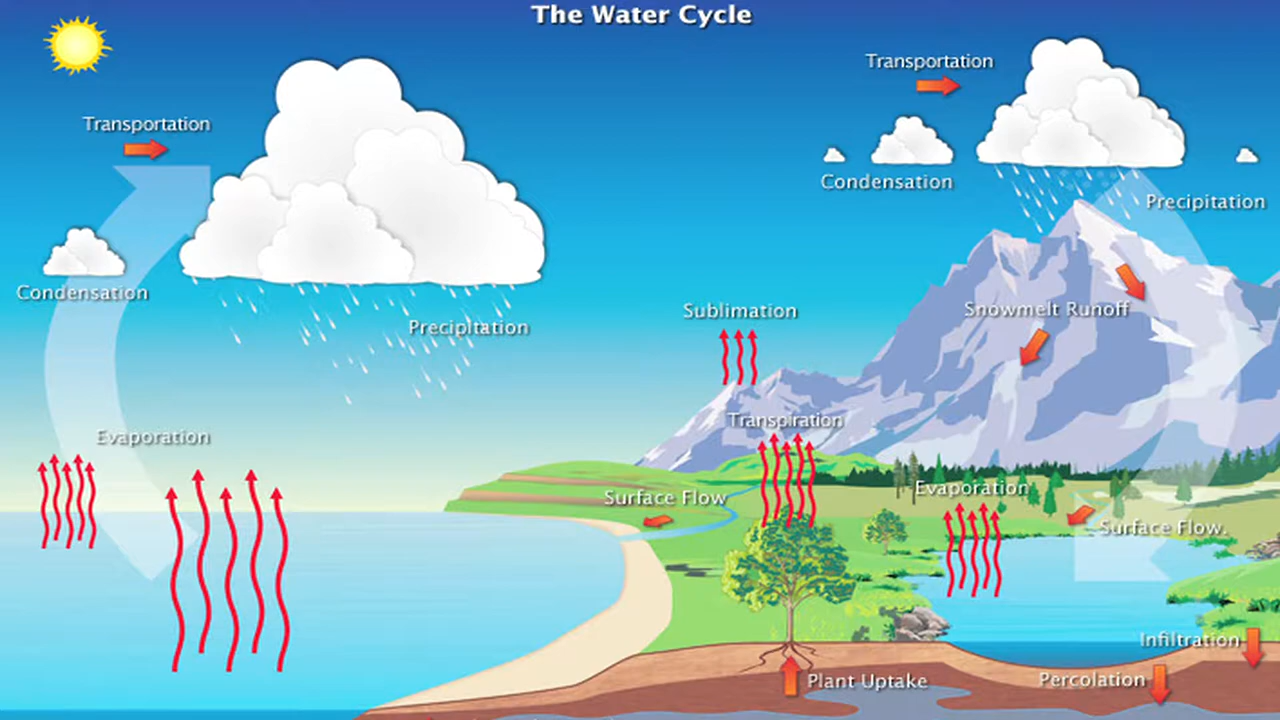 The Water Cycle
Transportation
Transportation
Condensation
Precipitation
Condensation
Precipitation
Sublimation
Snowmelt Runoff
Transpiration
Evaporation
Surface Flow
Evaporation
Surface Flow.
Infiltration
Plant Uptake
Percolation